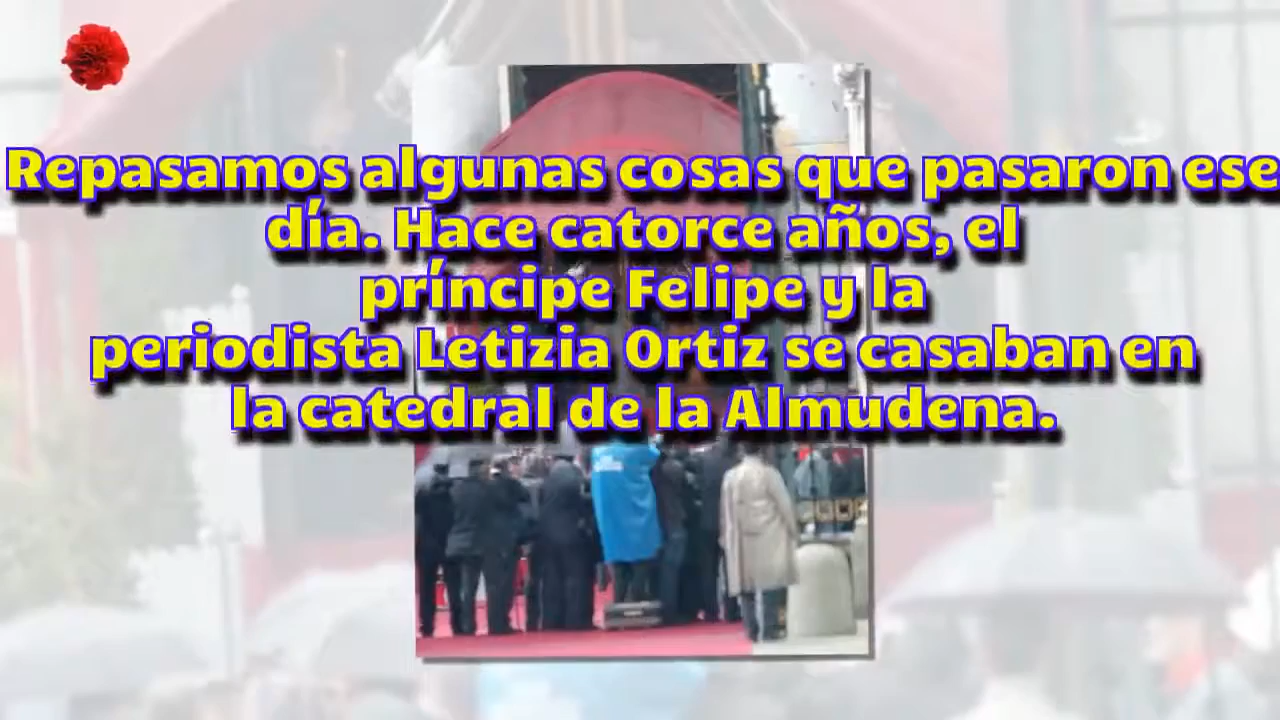 Repasamos algunas cosas que pasaron ese
día. Hace catorce años, el
príncipe Felipe y la
periodista Letizia Ortiz se casaban en
la catedral de la Almudena.